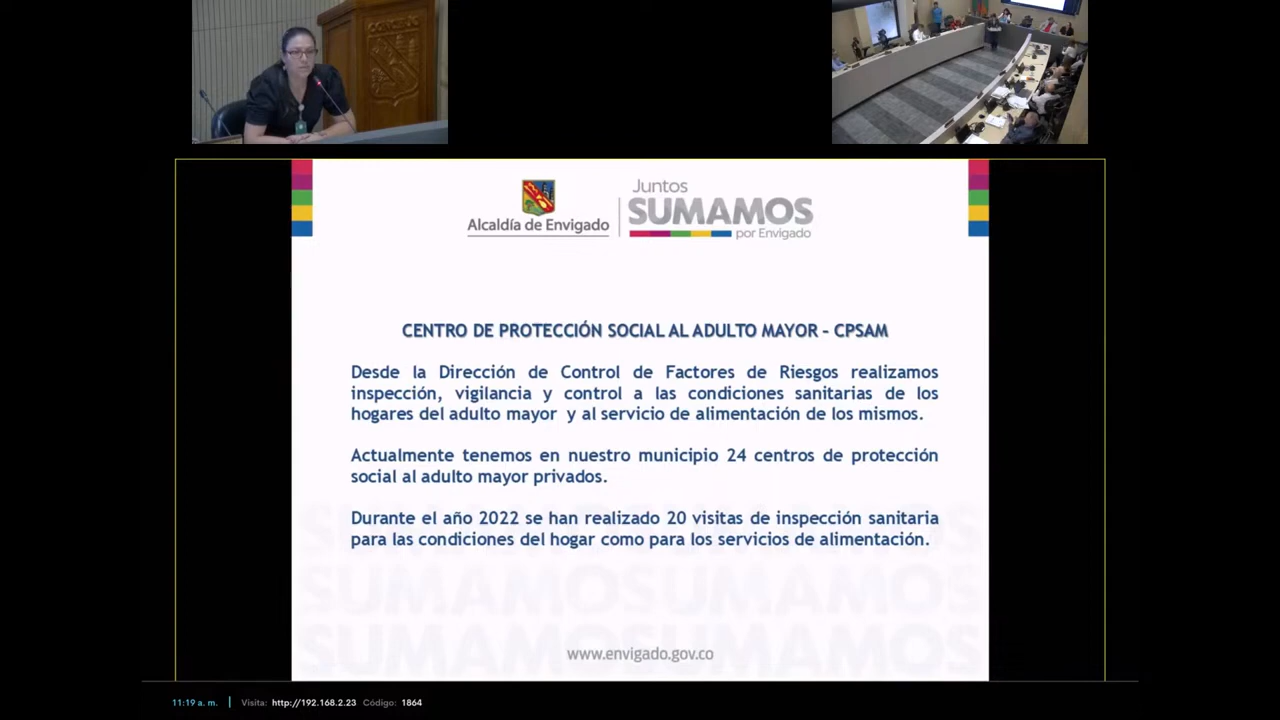 CONCEJO
Alcaldía de Envigado
Juntos
SUMAMOS
por Envigado
CENTRO DE PROTECCIÓN SOCIAL AL ADULTO MAYOR – CPSAM
Desde la Dirección de Control de Factores de Riesgos realizamos
inspección, vigilancia y control a las condiciones sanitarias de los
hogares del adulto mayor y al servicio de alimentación de los mismos.
Actualmente tenemos en nuestro municipio 24 centros de protección
social al adulto mayor privados.
Durante el año 2022 se han realizado 20 visitas de inspección sanitaria
para las condiciones del hogar como para los servicios de alimentación.
SUMAMOSSUMAMOS
SUMAMOSSUMAMOS
SUMAMOSSUMAMOS
www.envigado.gov.co
11:19 a. m. Visita: http://192.168.2.23 Código: 1864